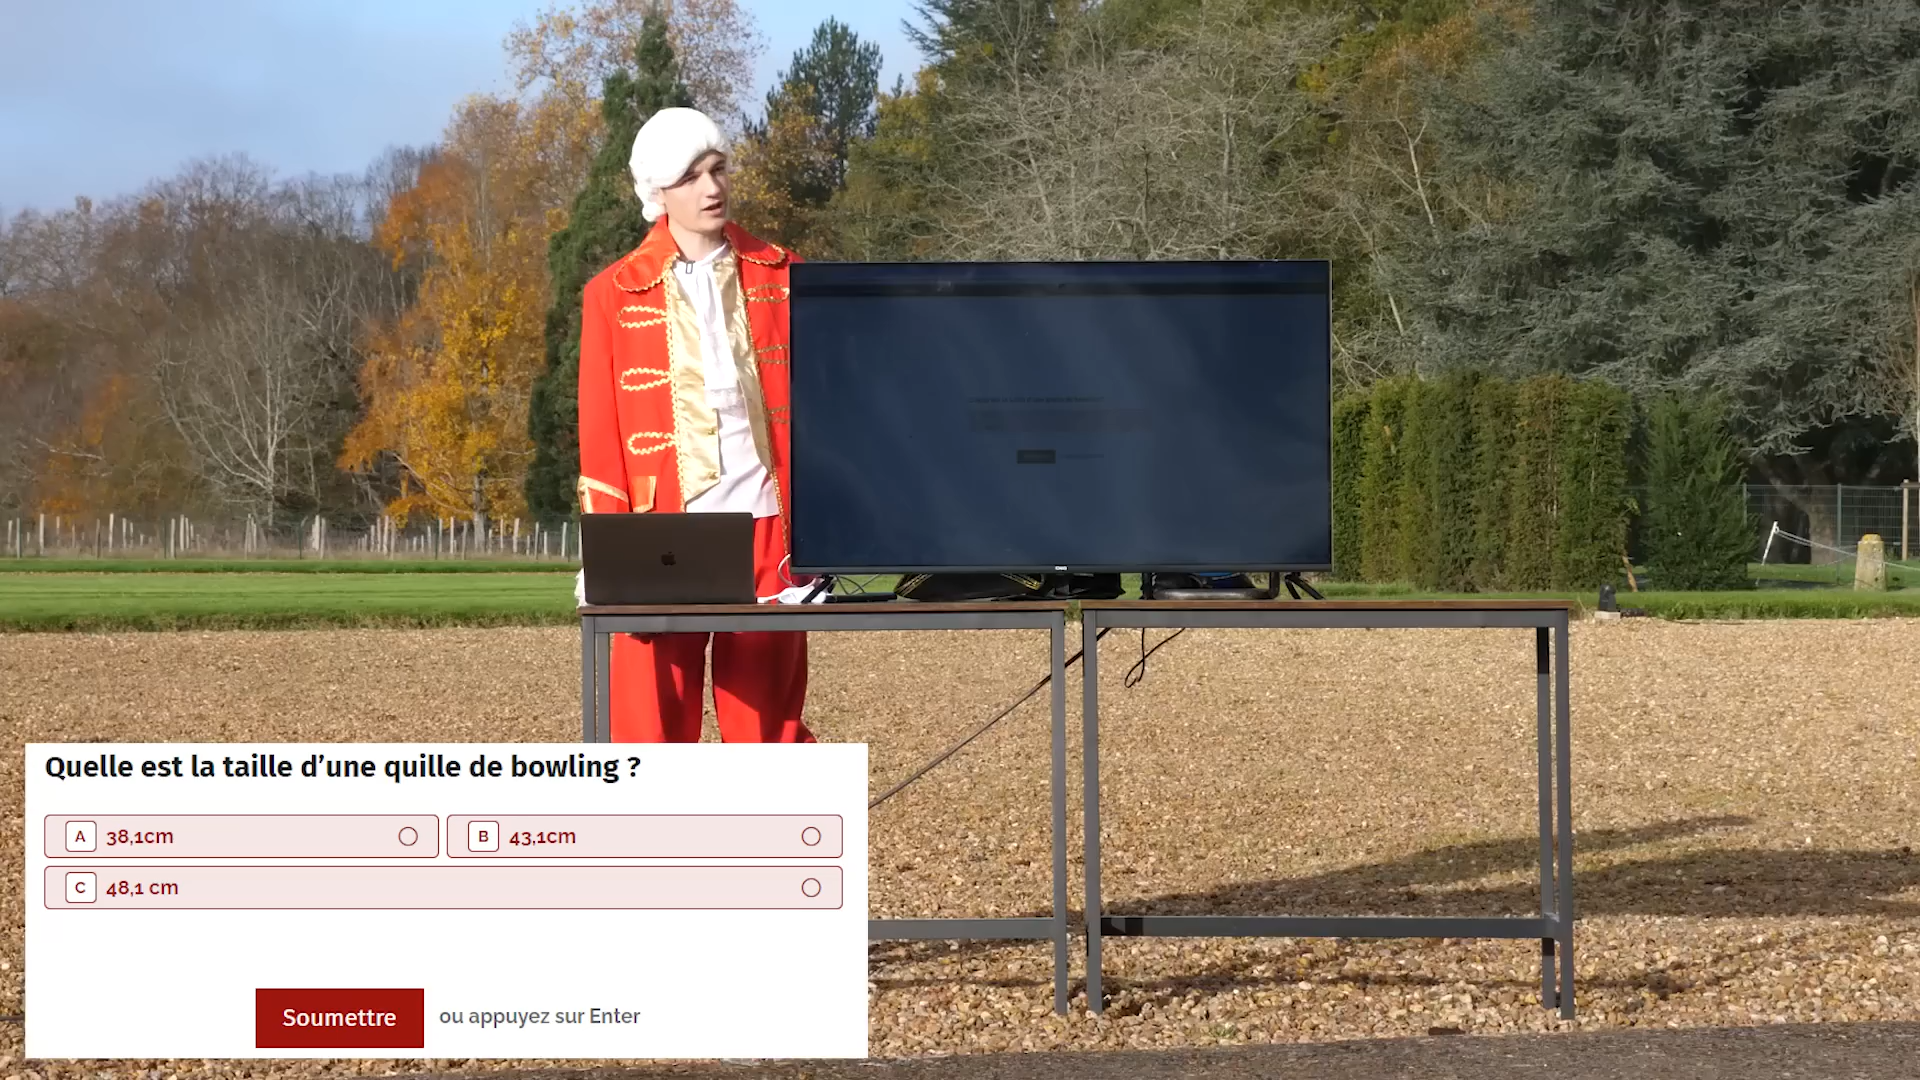 Quelle est la taille d’une quille de bowling ?
A 38,1cm
B 43,1cm
C 48,1 cm
Soumettre ou appuyez sur Enter